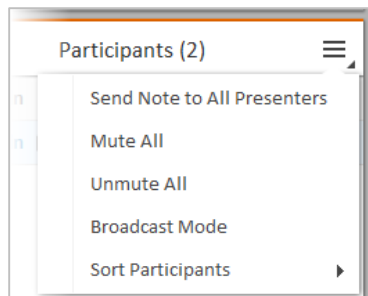 Participants (2)
Send Note to All Presenters
Mute All
Unmute All
Broadcast Mode
Sort Participants